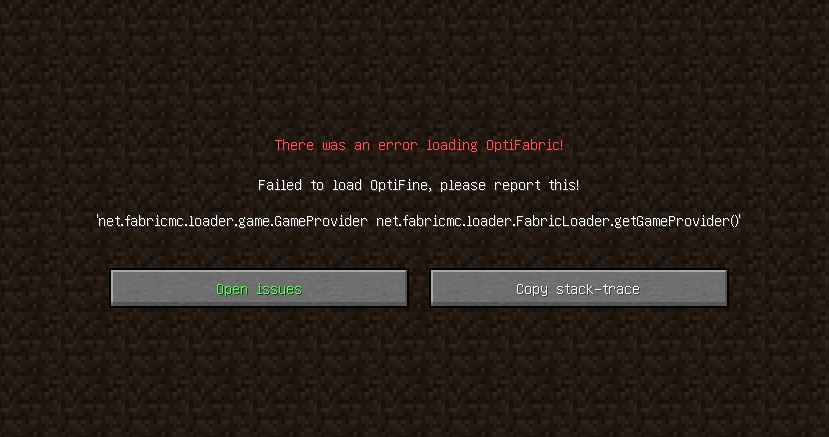 There was an error loading OptiFabric!
Failed to load OptiFine, please report this!
'net.fabricmc.loader.game.GameProvider net.fabricmc.loader.FabricLoader.getGameProvider()'
Open issues
Copy stack-trace